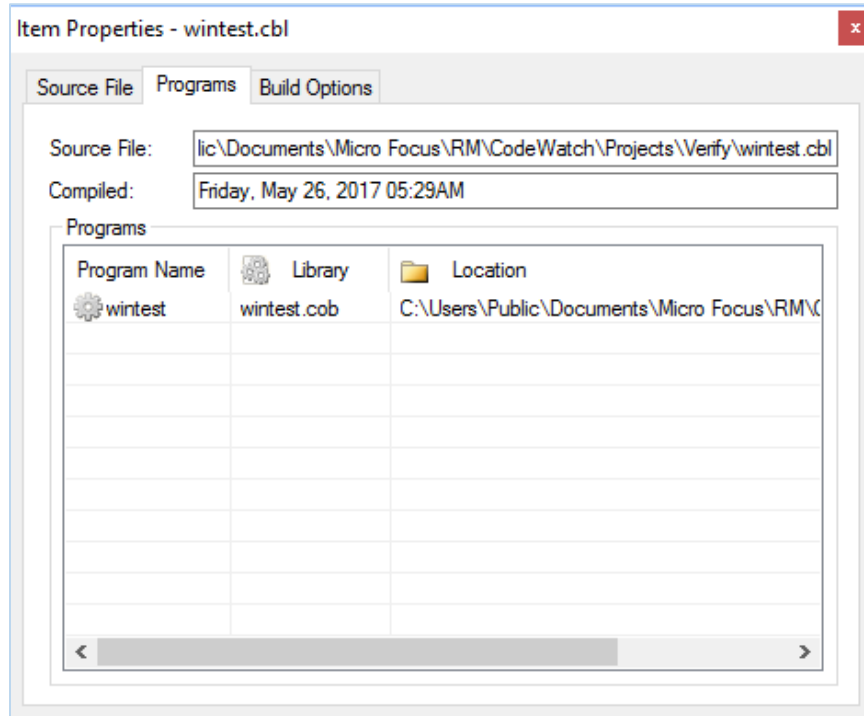 Item Properties - wintest.cbl
x
Source File Programs Build Options
Source File: lic\Documents\Micro Focus\RM\CodeWatch\Projects\Verify\wintest.cbl
Compiled: Friday, May 26, 2017 05:29AM
Programs
Program Name Library Location
wintest wintest.cob C:\Users\Public\Documents\Micro Focus\RM\